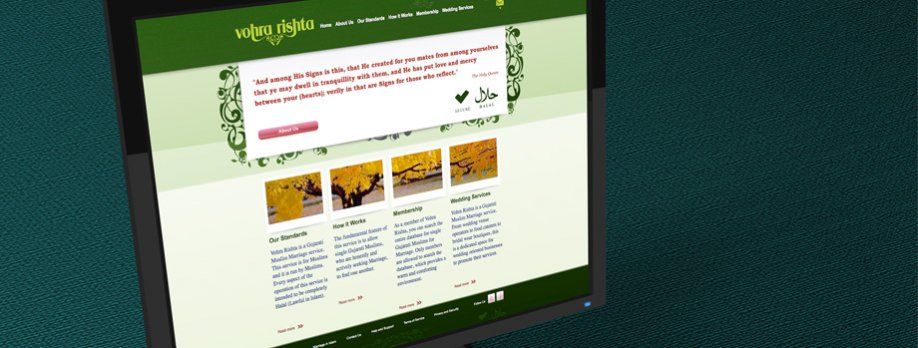 vohra rishta
Home About Us Our Standards How it Works Membership Wedding Services
"And among His Signs is this, that He created for you mates from among yourselves
that ye may dwell in tranquillity with them, and He has put love and mercy
between your (hearts); verily in that are Signs for those who reflect."
The Holy Quran
حلال
SECURE HALAL
About Us
Our Standards
Vohra Rishta is a Gujarati
Muslim Marriage service.
This service is for Muslims
and it is run by Muslims.
Every aspect of the
operation of this service is
intended to be completely
Halal (Lawful in Islam).
Read more
How it Works
The fundamental feature of
this service is to allow
single Gujarati Muslims,
who are honestly and
actively seeking Marriage,
to find one another.
Read more
Membership
As a member of Vohra
Rishta, you can search the
entire database for single
Gujarati Muslims for
Marriage. Only members
are allowed to search the
database, which provides a
warm and comforting
environment.
Read more
Wedding Services
Vohra Rishta is a Gujarati
Muslim Marriage service.
From wedding venue
operators to food caterers to
bridal wear boutiques, this
is a dedicated space for
wedding oriented businesses
to promote their services.
Read more
Marriage in Islam Contact Us Help and Support Terms of Service Privacy and Security Follow Us